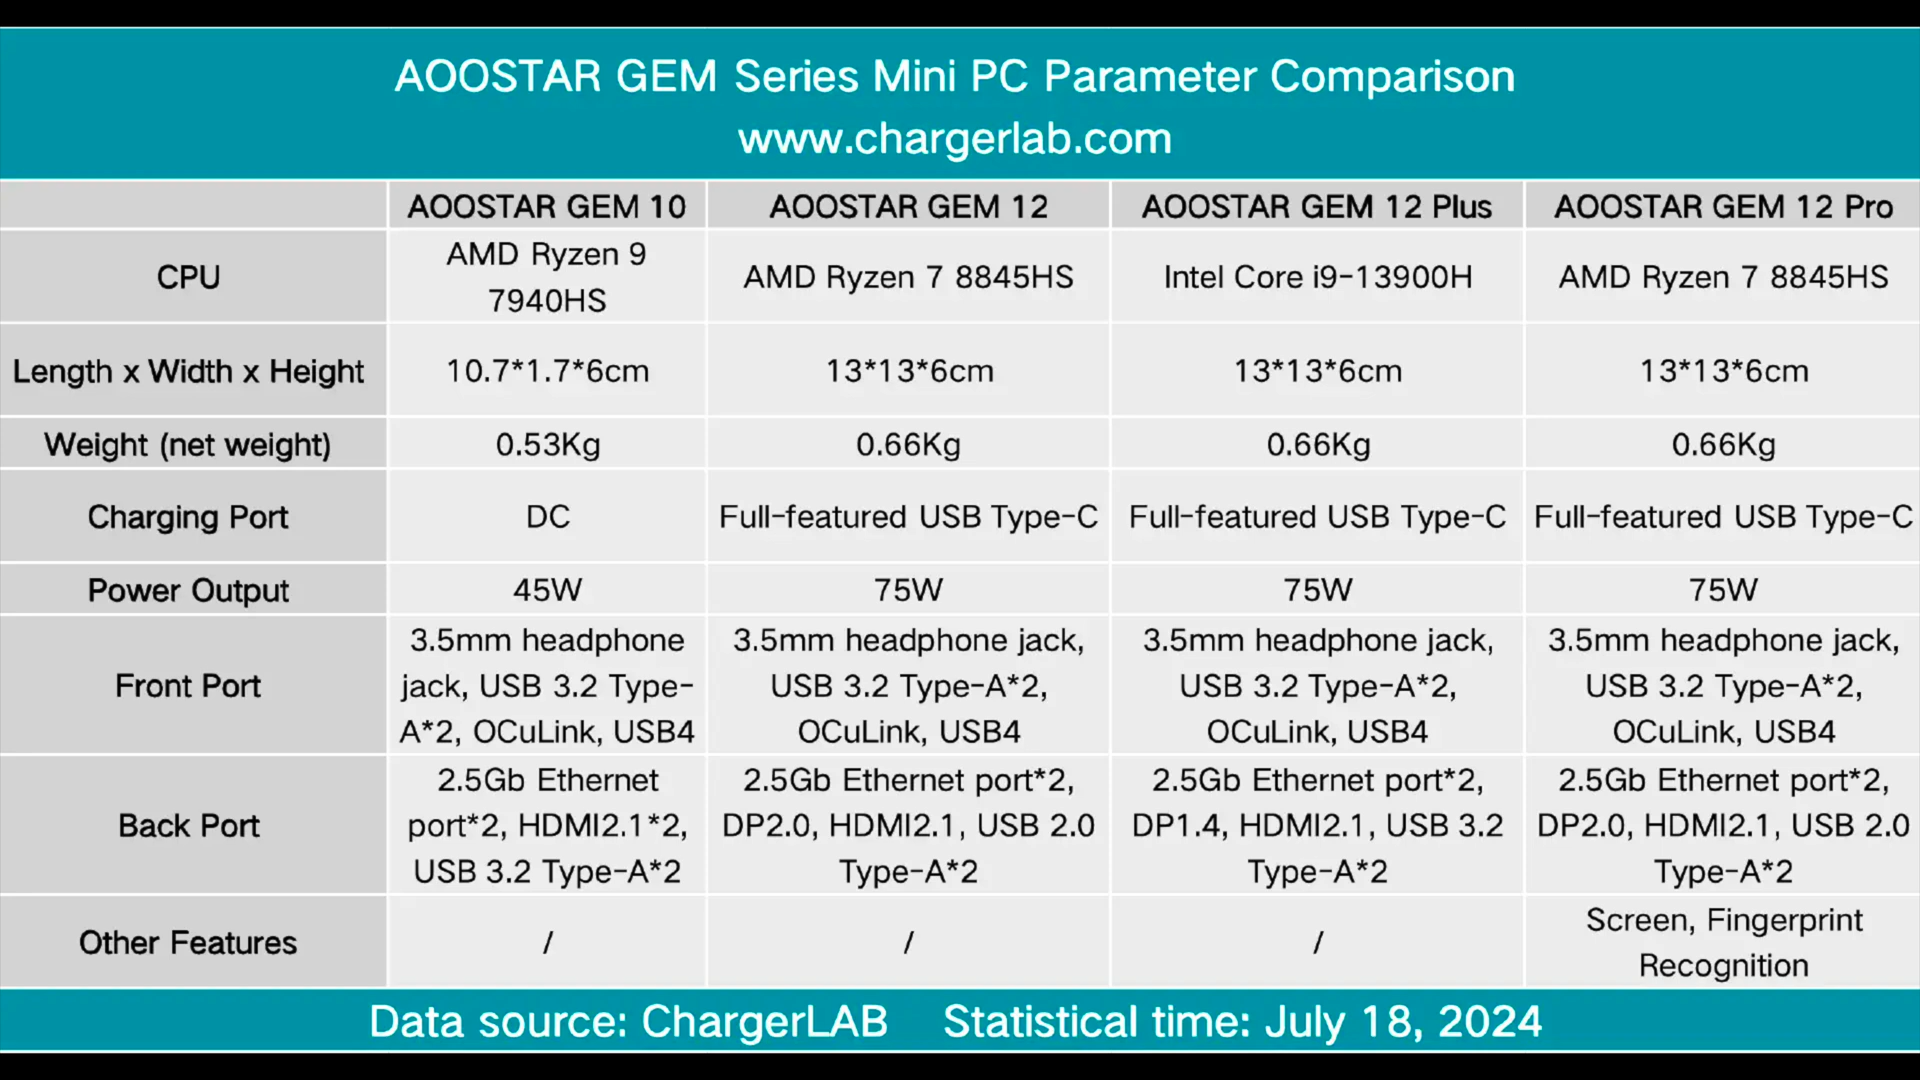 AOOSTAR GEM Series Mini PC Parameter Comparison
www.chargerlab.com
AOOSTAR GEM 10
AOOSTAR GEM 12
AOOSTAR GEM 12 Plus
AOOSTAR GEM 12 Pro
CPU
AMD Ryzen 9
7940HS
AMD Ryzen 7 8845HS
Intel Core i9-13900H
AMD Ryzen 7 8845HS
Length x Width x Height
10.7*1.7*6cm
13*13*6cm
13*13*6cm
13*13*6cm
Weight (net weight)
0.53Kg
0.66Kg
0.66Kg
0.66Kg
Charging Port
DC
Full-featured USB Type-C
Full-featured USB Type-C
Full-featured USB Type-C
Power Output
45W
75W
75W
75W
Front Port
3.5mm headphone
jack, USB 3.2 Type-
A*2, OCuLink, USB4
3.5mm headphone jack,
USB 3.2 Type-A*2,
OCuLink, USB4
3.5mm headphone jack,
USB 3.2 Type-A*2,
OCuLink, USB4
3.5mm headphone jack,
USB 3.2 Type-A*2,
OCuLink, USB4
Back Port
2.5Gb Ethernet
port*2, HDMI2.1*2,
USB 3.2 Type-A*2
2.5Gb Ethernet port*2,
DP2.0, HDMI2.1, USB 2.0
Type-A*2
2.5Gb Ethernet port*2,
DP1.4, HDMI2.1, USB 3.2
Type-A*2
2.5Gb Ethernet port*2,
DP2.0, HDMI2.1, USB 2.0
Type-A*2
Other Features
/
/
/
Screen, Fingerprint
Recognition
Data source: ChargerLAB Statistical time: July 18, 2024